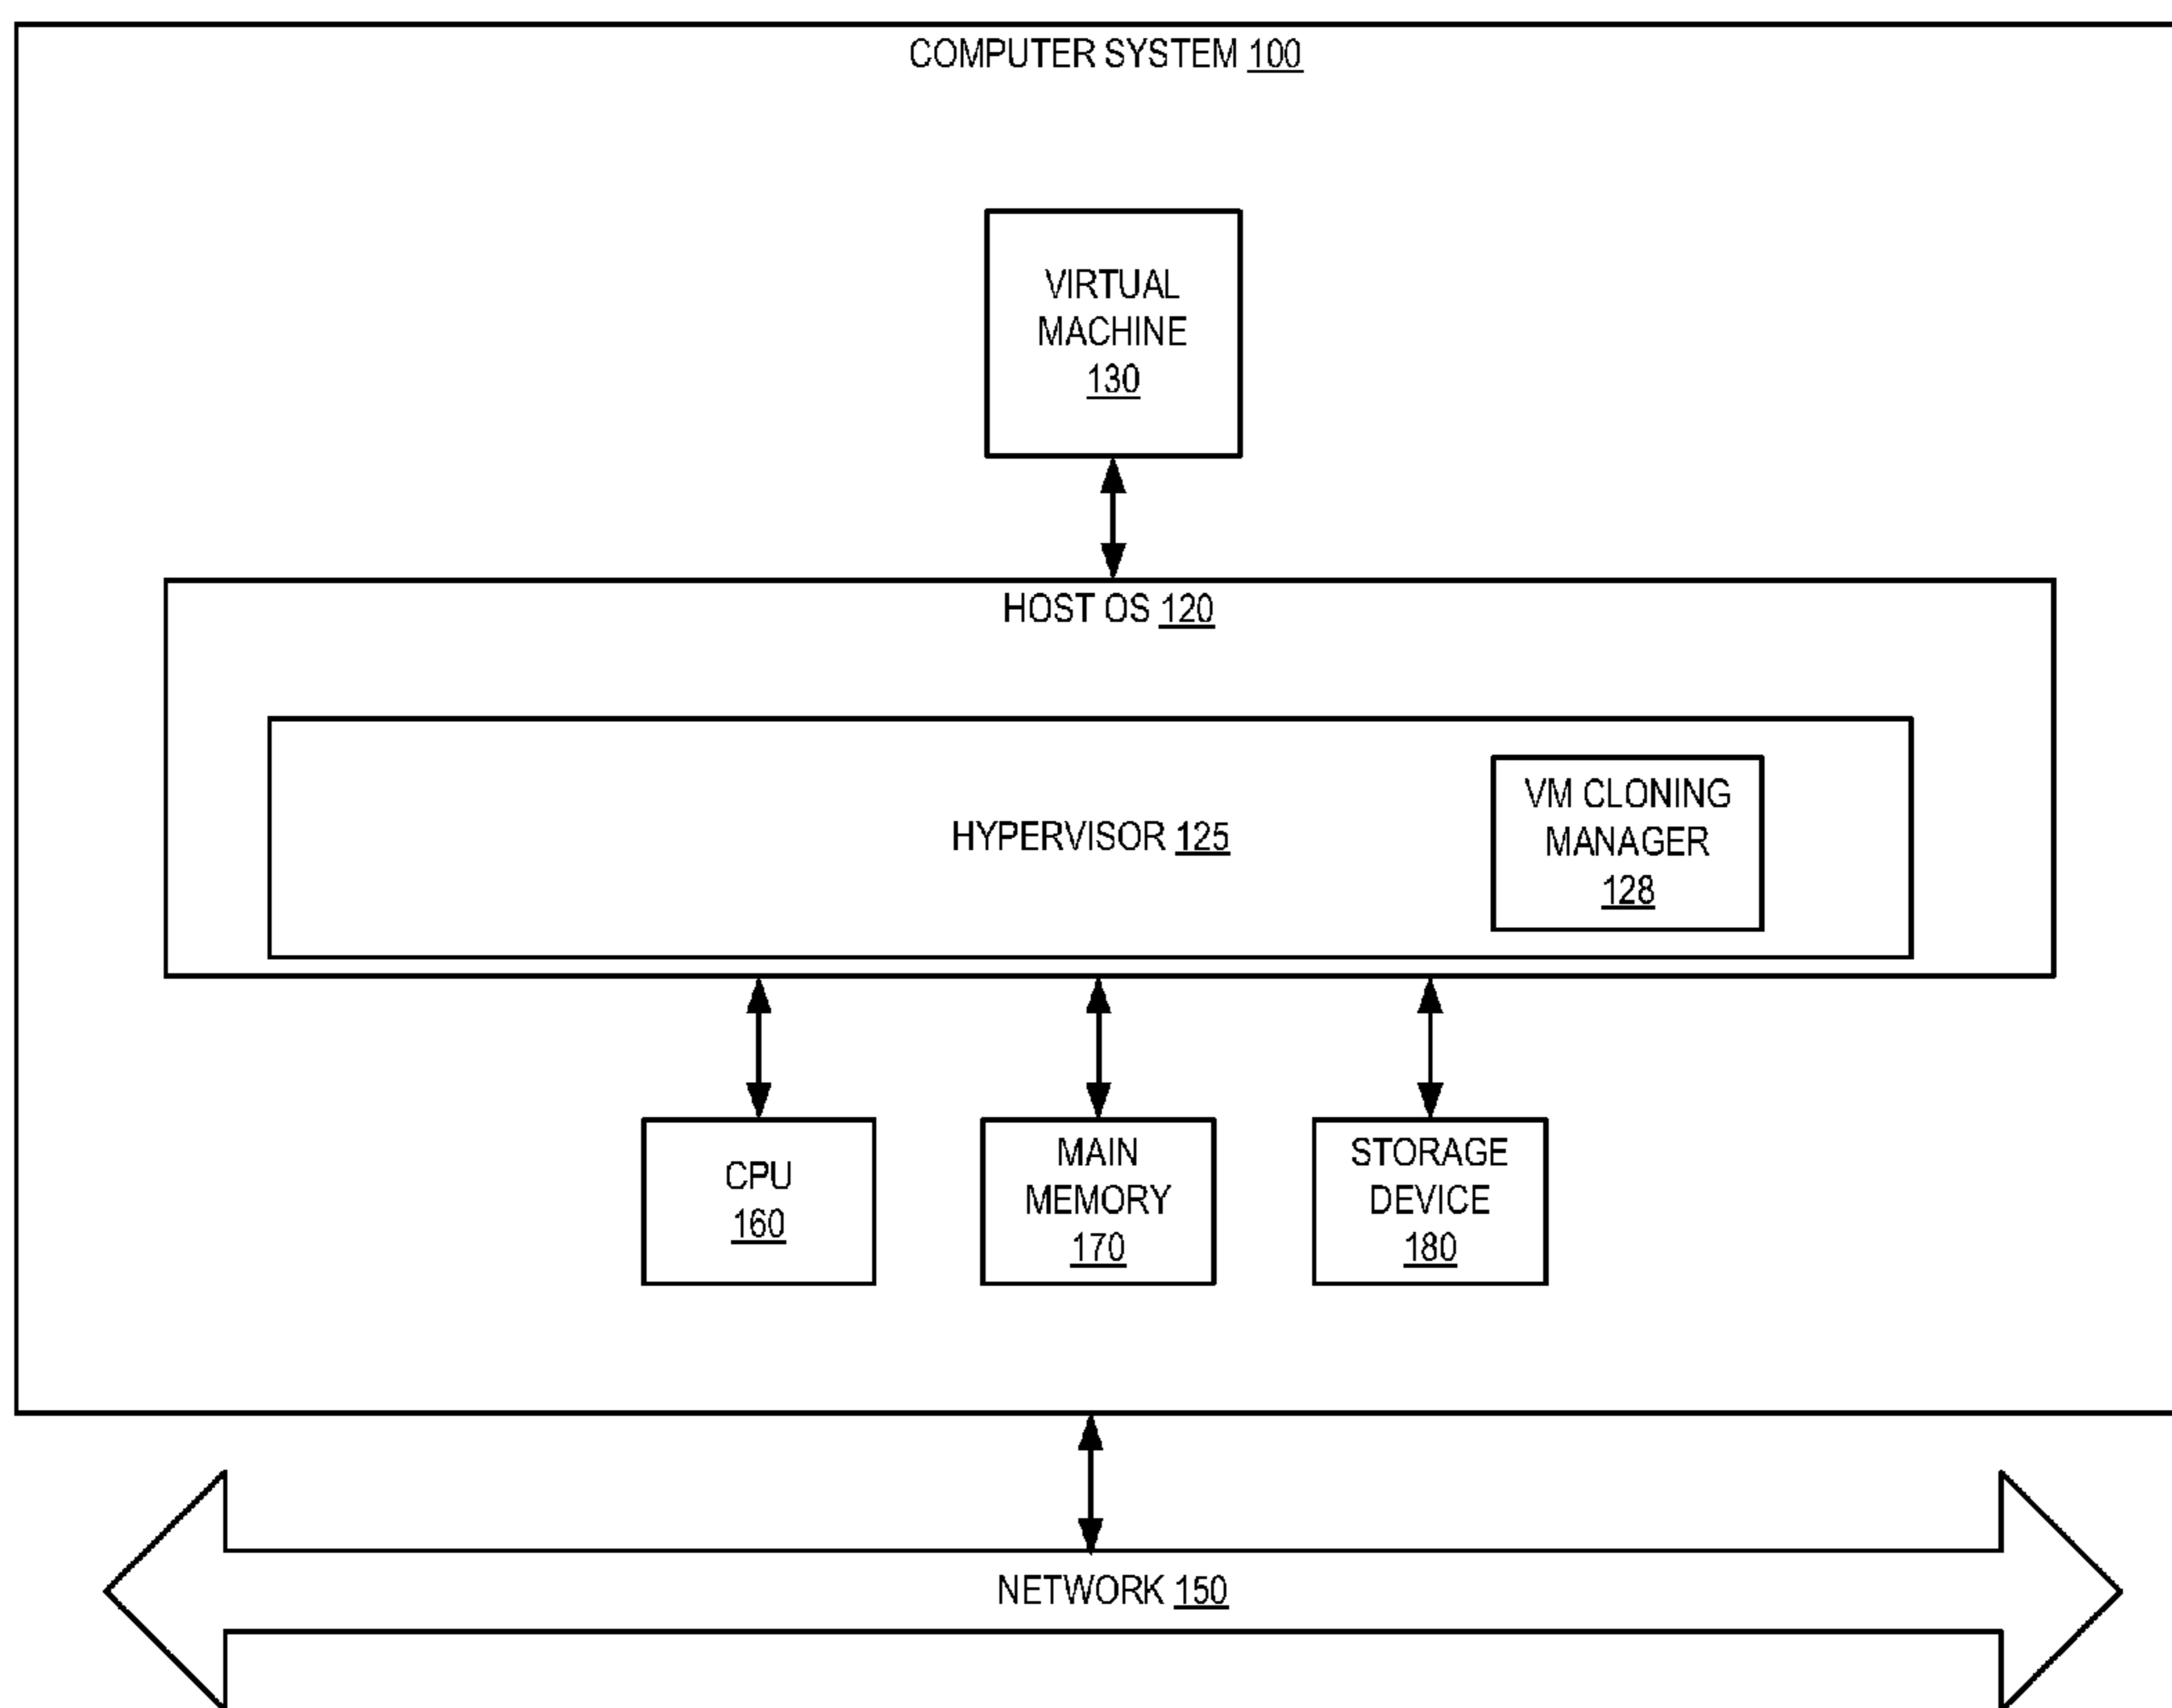 COMPUTER SYSTEM 100
VIRTUAL
MACHINE
130
HOST OS 120
HYPERVISOR 125
VM CLONING
MANAGER
128
CPU
160
MAIN
MEMORY
170
STORAGE
DEVICE
180
NETWORK 150